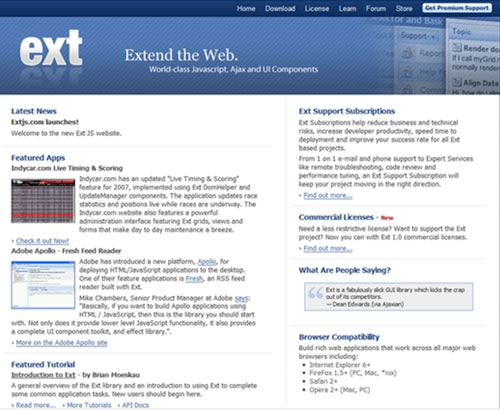 Home Download License Learn Forum Store Get Premium Support
ext
Extend the Web.
World-class Javascript, Ajax and UI Components
Support
Topic
Latest News
Extjs.com launches!
Welcome to the new Ext JS website.
Featured Apps
Indycar.com Live Timing & Scoring
Indycar.com has an updated "Live Timing & Scoring"
feature for 2007, implemented using Ext DomHelper and
UpdateManager components. The application updates race
statistics and positions live while races are underway. The
Indycar.com website also features a powerful
administration interface featuring Ext grids, views and
forms that make day to day maintenance a breeze.
› Check it out Now!
Adobe Apollo - Fresh Feed Reader
Adobe has introduced a new platform, Apollo,
for deploying HTML/JavaScript applications to the desktop.
One of their feature applications is Fresh, an RSS feed
reader built with Ext.
Mike Chambers, Senior Product Manager at Adobe says:
"Basically, if you want to build Apollo applications using
HTML / JavaScript, then this is the library you should
start with. Not only does it provide lower level JavaScript functionality, it also provides
a complete UI component toolkit, and effect library.".
› More on the Adobe Apollo site
Featured Tutorial
Introduction to Ext - by Brian Moeskau
A general overview of the Ext library and an introduction to using Ext to complete
some common application tasks. New users should begin here.
› Read more... › More Tutorials › API Docs
Ext Support Subscriptions
Ext Subscriptions help reduce business and technical
risks, increase developer productivity, speed time to
deployment and improve your success rate for all Ext
based projects.
From 1 on 1 e-mail and phone support to Expert Services
like remote troubleshooting, code review and
performance tuning, an Ext Support Subscription will
keep your project moving in the right direction.
› Find out more...
Commercial Licenses - New
Need a less restrictive license? Want to support the Ext
project? Now you can with Ext 1.0 commercial licenses.
› Find out more...
What Are People Saying?
Ext is a fabulously slick GUI library which kicks the crap
out of its competitors.
— Dean Edwards (via Ajaxian)
Browser Compatibility
Build rich web applications that work across all major web
browsers including:
• Internet Explorer 6+
• FireFox 1.5+ (PC, Mac, *nix)
• Safari 2+
• Opera 2+ (Mac, PC)